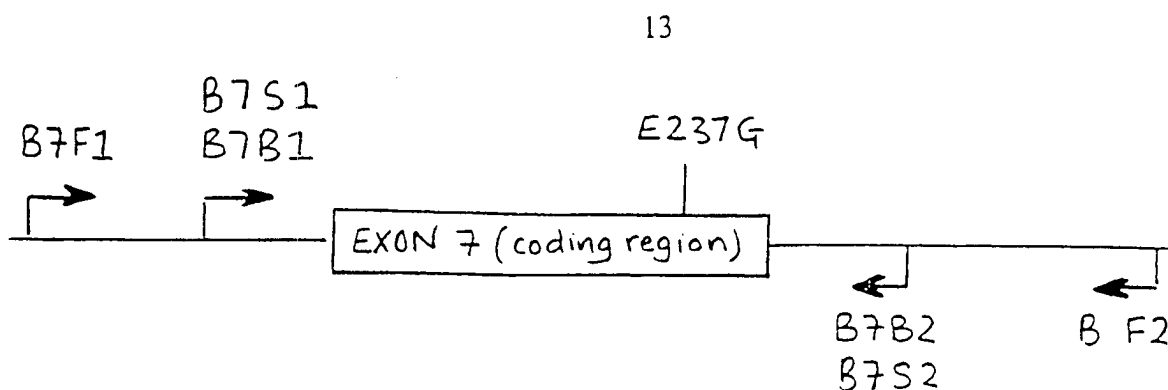 13
B7S1
B7F1
B7B1
E237G
EXON 7 (coding region)
B7B2
B F2
B7S2